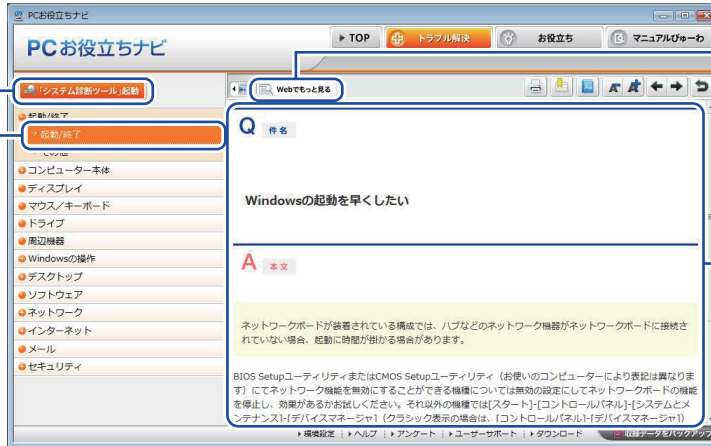 PCお役立ちナビ
PCお役立ちナビ
TOP
トラブル解決
お役立ち
マニュアルびゅーわ
「システム診断ツール」起動
Webでもっと見る
起動/終了
起動/終了
その他
コンピューター本体
ディスプレイ
マウス／キーボード
ドライブ
周辺機器
Windowsの操作
デスクトップ
ソフトウェア
ネットワーク
インターネット
メール
セキュリティ
Q 件名
Windowsの起動を早くしたい
A 本文
ネットワークボードが装着されている構成では、ハブなどのネットワーク機器がネットワークボードに接続さ
れていない場合、起動に時間が掛かる場合があります。
BIOS SetupユーティリティまたはCMOS Setupユーティリティ（お使いのコンピューターにより表記は異なりま
す）にてネットワーク機能を無効にすることができる機種については無効の設定にしてネットワークボードの機能
を停止し、効果があるかお試しください。それ以外の機種では[スタート]-[コントロールパネル]-[システムとメ
ンテナンス]-[デバイスマネージャ]（クラシック表示の場合は、[コントロールパネル]-[デバイスマネージャ]）
環境設定
ヘルプ
アンケート
ユーザーサポート
ダウンロード
収録データをバックアップ